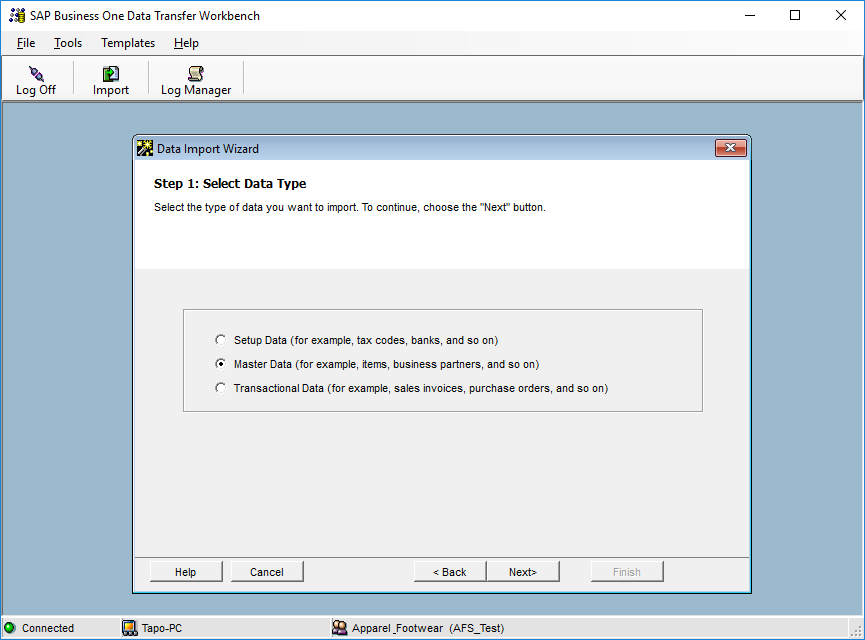 SAP Business One Data Transfer Workbench
File Tools Templates Help
Log Off Import Log Manager
Data Import Wizard
Step 1: Select Data Type
Select the type of data you want to import. To continue, choose the "Next" button.
Setup Data (for example, tax codes, banks, and so on)
Master Data (for example, items, business partners, and so on)
Transactional Data (for example, sales invoices, purchase orders, and so on)
Help Cancel < Back Next> Finish
Connected Tapo-PC Apparel_Footwear (AFS_Test)